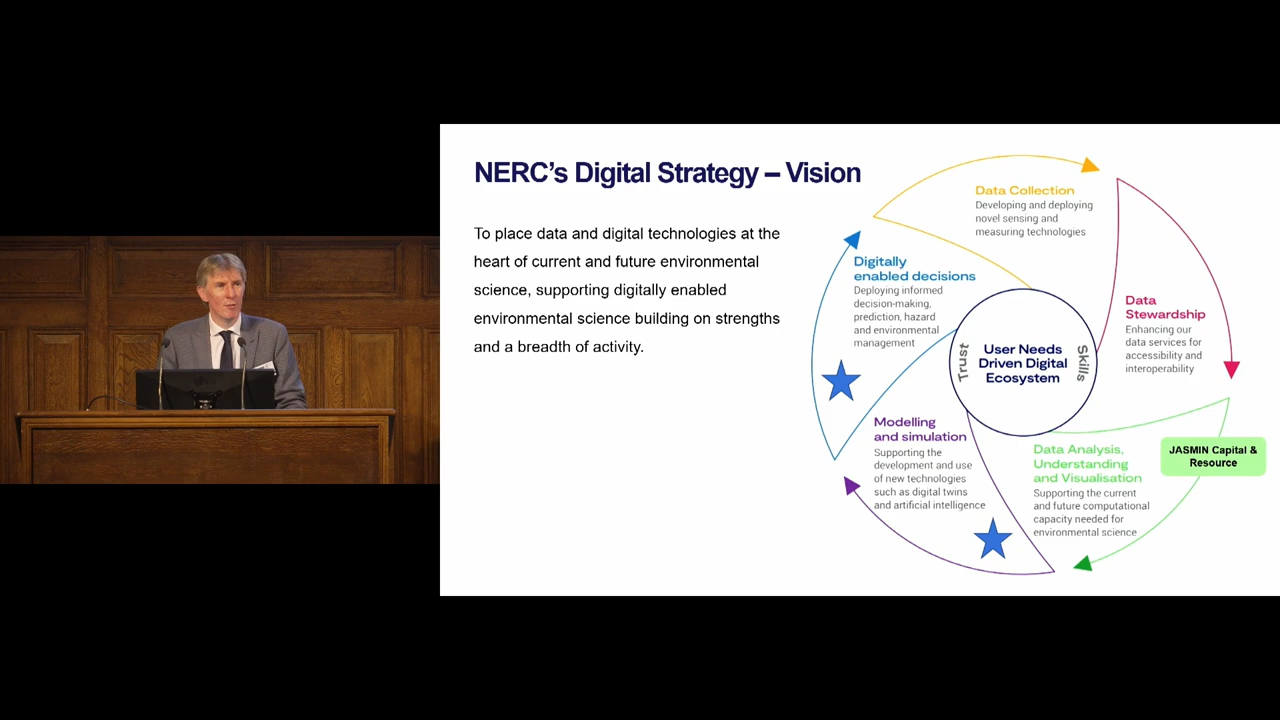 NERC's Digital Strategy – Vision
To place data and digital technologies at the
heart of current and future environmental
science, supporting digitally enabled
environmental science building on strengths
and a breadth of activity.
Data Collection
Developing and deploying
novel sensing and
measuring technologies
Digitally
enabled decisions
Deploying informed
decision-making,
prediction, hazard
and environmental
management
Data
Stewardship
Enhancing our
data services for
accessibility and
interoperability
Trust
User Needs
Driven Digital
Ecosystem
Skills
Modelling
and simulation
Supporting the
development and use
of new technologies
such as digital twins
and artificial intelligence
Data Analysis,
Understanding
and Visualisation
Supporting the current
and future computational
capacity needed for
environmental science
JASMIN Capital &
Resource